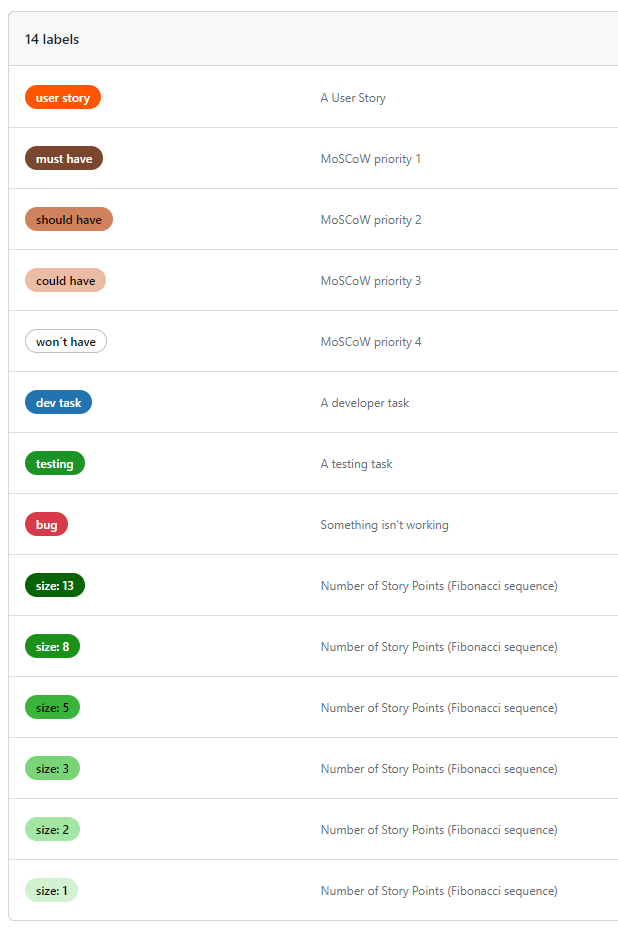 14 labels
user story A User Story
must have MoSCoW priority 1
should have MoSCoW priority 2
could have MoSCoW priority 3
won´t have MoSCoW priority 4
dev task A developer task
testing A testing task
bug Something isn't working
size: 13 Number of Story Points (Fibonacci sequence)
size: 8 Number of Story Points (Fibonacci sequence)
size: 5 Number of Story Points (Fibonacci sequence)
size: 3 Number of Story Points (Fibonacci sequence)
size: 2 Number of Story Points (Fibonacci sequence)
size: 1 Number of Story Points (Fibonacci sequence)